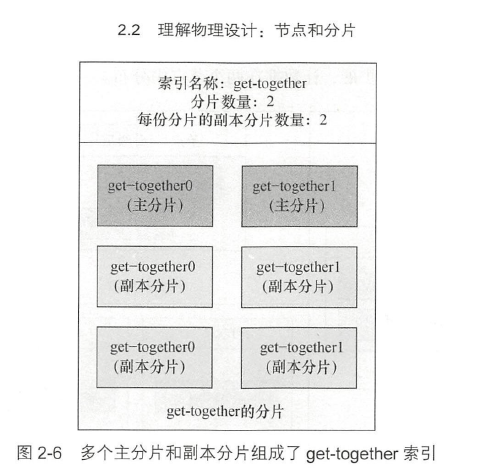 2.2 理解物理设计：节点和分片
索引名称：get-together
分片数量：2
每份分片的副本分片数量：2
get-together0
(主分片)
get-together1
(主分片)
get-together0
(副本分片)
get-together1
(副本分片)
get-together0
(副本分片)
get-together1
(副本分片)
get-together的分片
图 2-6 多个主分片和副本分片组成了 get-together 索引